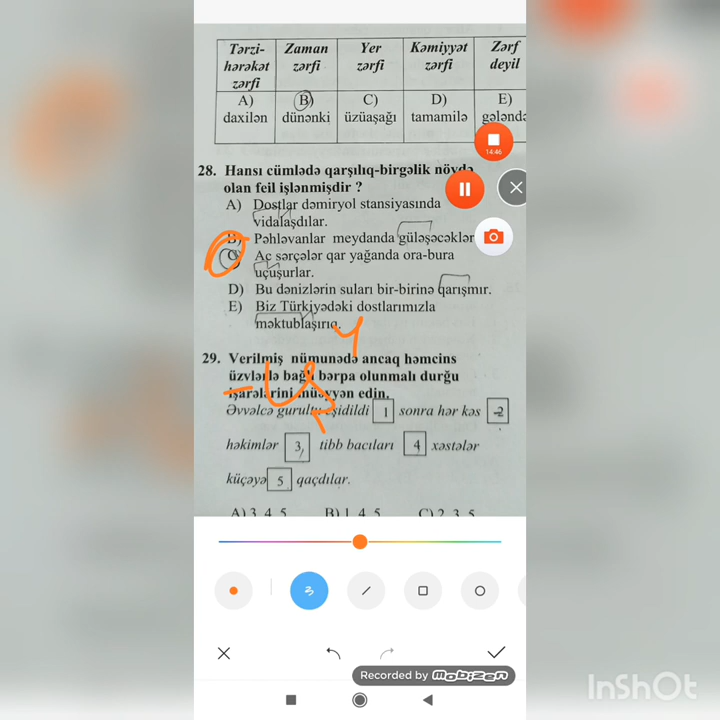 Tərzi-hərəkət zərfi | Zaman zərfi | Yer zərfi | Kəmiyyət zərfi | Zərf deyil
A) daxilən | B) dünənki | C) üzüaşağı | D) tamamilə | E) gələndə
14:46
28. Hansı cümlədə qarşılıq-birgəlik növdə
olan feil işlənmişdir ?
A) Dostlar dəmiryol stansiyasında
vidalaşdılar.
B) Pəhləvanlar meydanda güləşəcəklər
C) Ac sərçələr qar yağanda ora-bura
uçuşurlar.
D) Bu dənizlərin suları bir-birinə qarışmır.
E) Biz Türkiyədəki dostlarımızla
məktublaşırıq.
29. Verilmiş nümunədə ancaq həmcins
üzvlərlə bağlı bərpa olunmalı durğu
işarələrini müəyyən edin.
Əvvəlcə gurultu eşidildi 1 sonra hər kəs 2
həkimlər 3 tibb bacıları 4 xəstələr
küçəyə 5 qaçdılar.
A) 3, 4, 5 B) 1, 4, 5 C) 2, 3, 5
Recorded by mobizen
InShOt